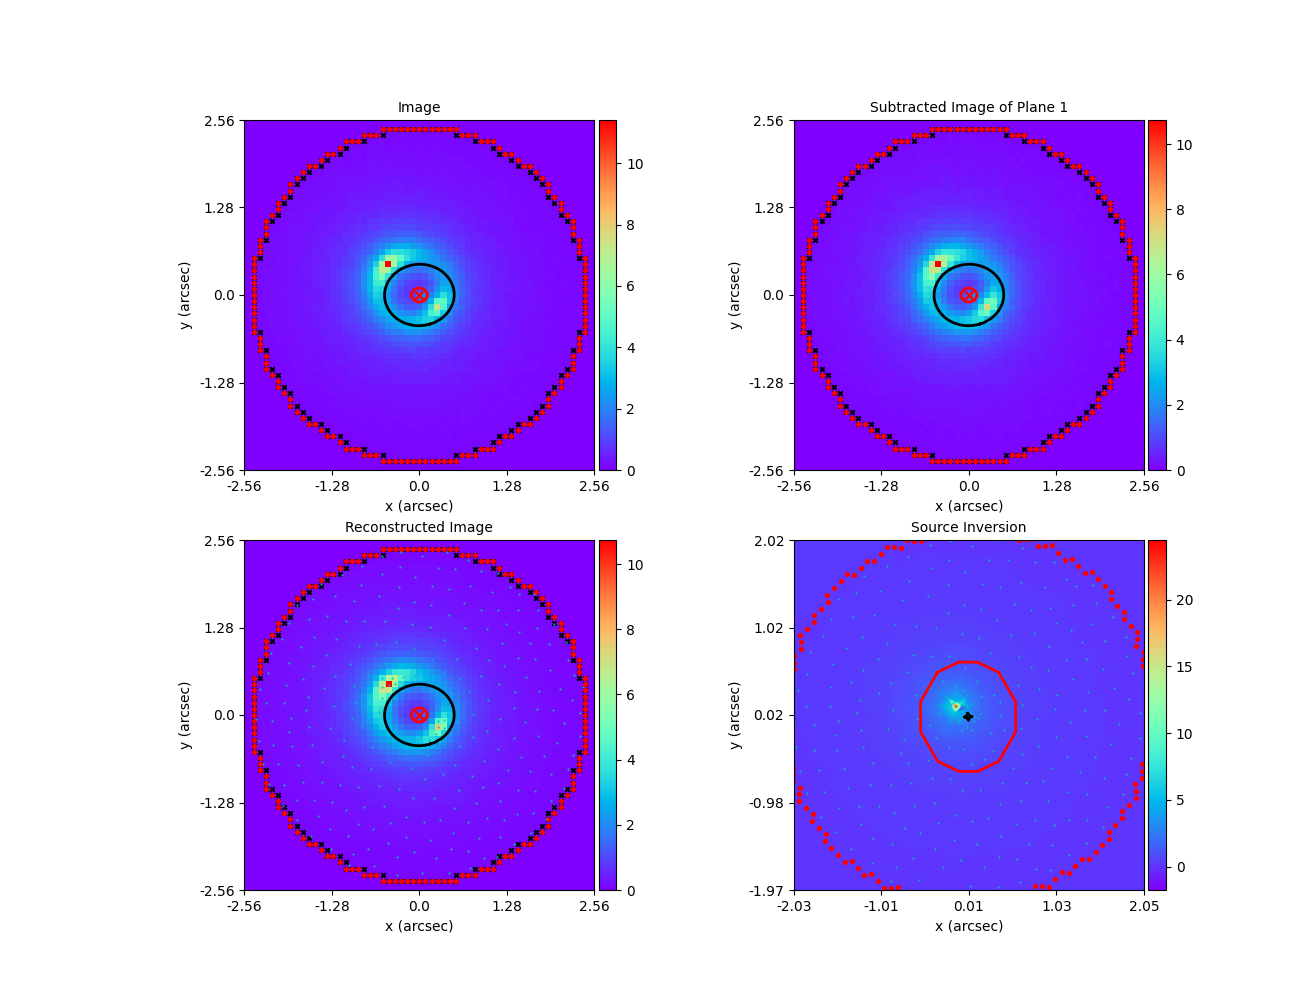 Image
2.56
1.28
0.0
-1.28
-2.56
y (arcsec)
-2.56 -1.28 0.0 1.28 2.56
x (arcsec)
10
8
6
4
2
0
Subtracted Image of Plane 1
2.56
1.28
0.0
-1.28
-2.56
y (arcsec)
-2.56 -1.28 0.0 1.28 2.56
x (arcsec)
10
8
6
4
2
0
Reconstructed Image
2.56
1.28
0.0
-1.28
-2.56
y (arcsec)
-2.56 -1.28 0.0 1.28 2.56
x (arcsec)
10
8
6
4
2
0
Source Inversion
2.02
1.02
0.02
-0.98
-1.97
y (arcsec)
-2.03 -1.01 0.01 1.03 2.05
x (arcsec)
20
15
10
5
0